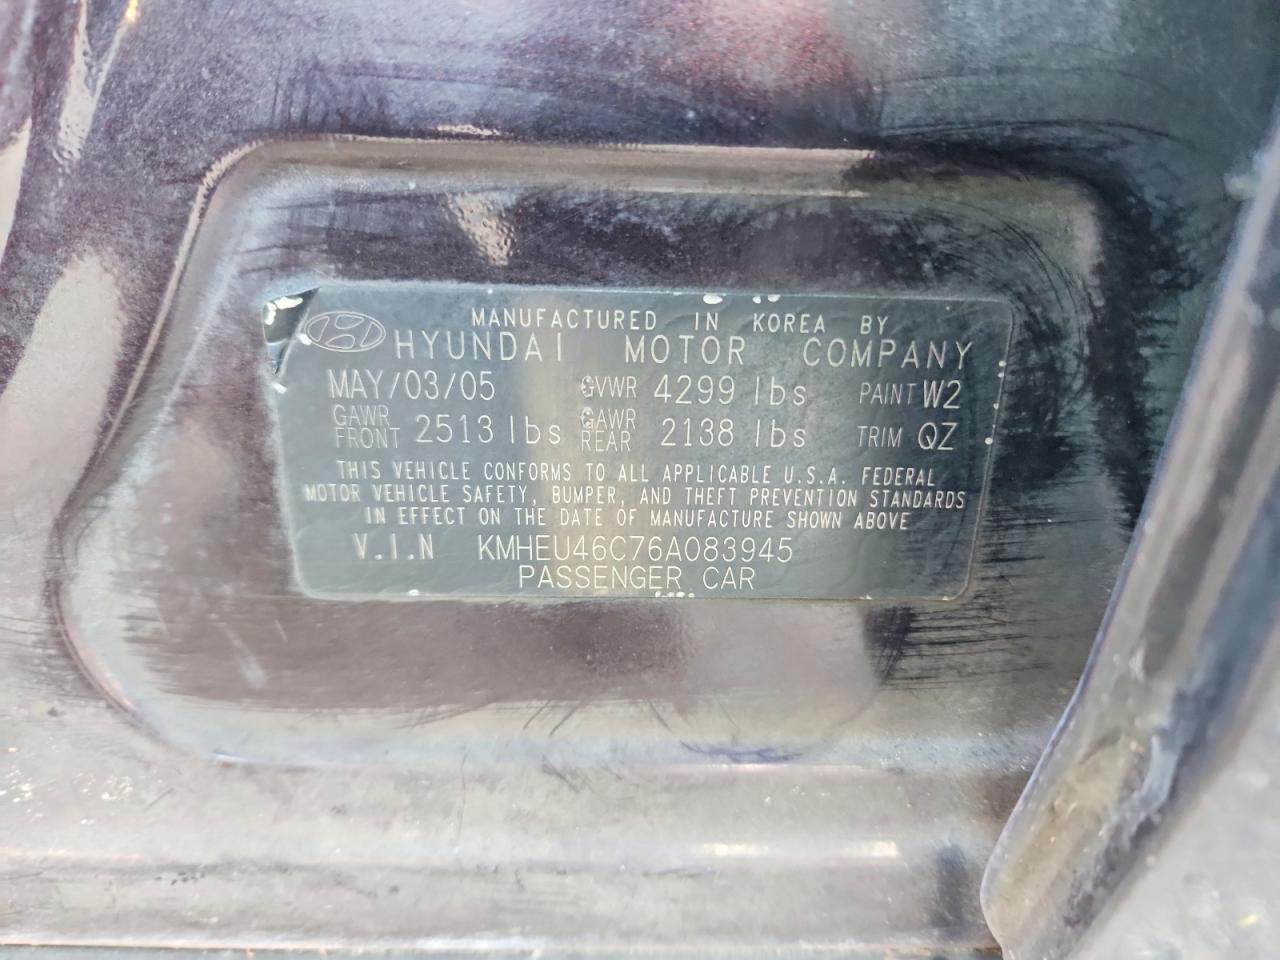 MANUFACTURED IN KOREA BY
HYUNDAI MOTOR COMPANY
MAY/03/05 GVWR 4299 lbs PAINT W2
GAWR FRONT 2513 lbs GAWR REAR 2138 lbs TRIM QZ
THIS VEHICLE CONFORMS TO ALL APPLICABLE U.S.A. FEDERAL
MOTOR VEHICLE SAFETY, BUMPER, AND THEFT PREVENTION STANDARDS
IN EFFECT ON THE DATE OF MANUFACTURE SHOWN ABOVE
V.I.N KMHEU46C76A083945
PASSENGER CAR